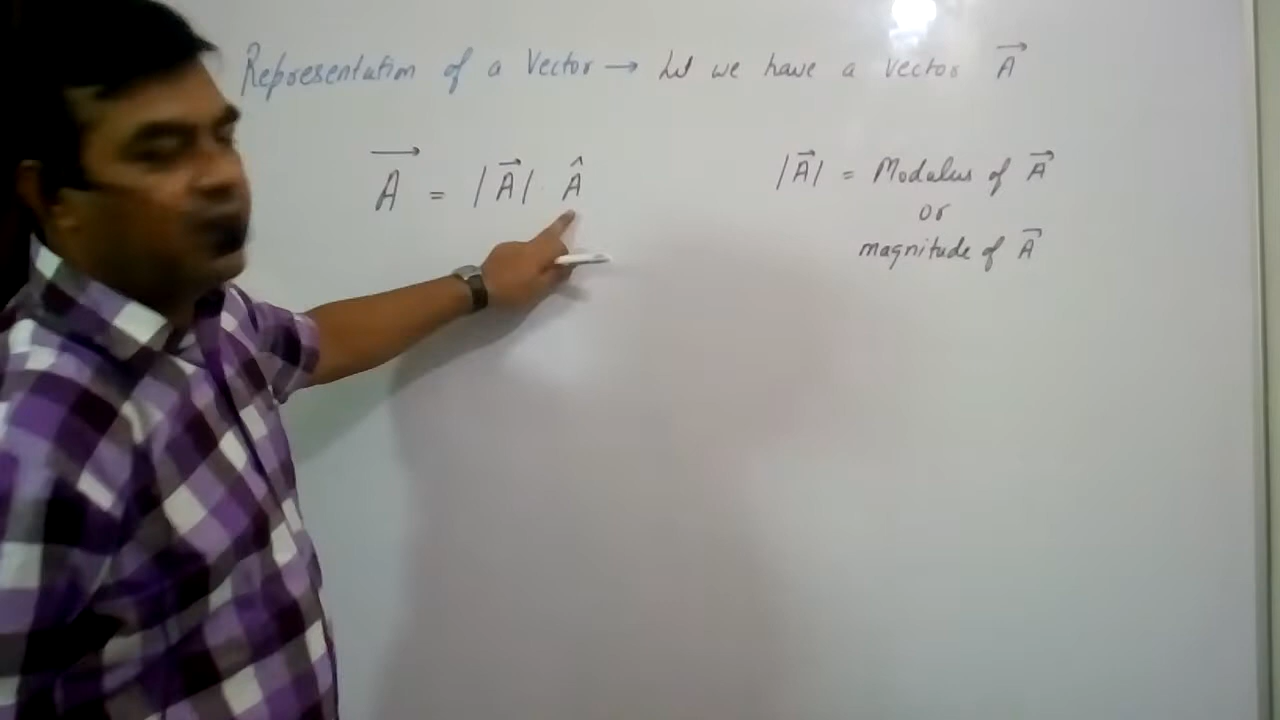 Representation of a Vector → Let we have a vector A⃗
A⃗ = |A⃗| Â
|A⃗| = Modulus of A⃗
or
magnitude of A⃗